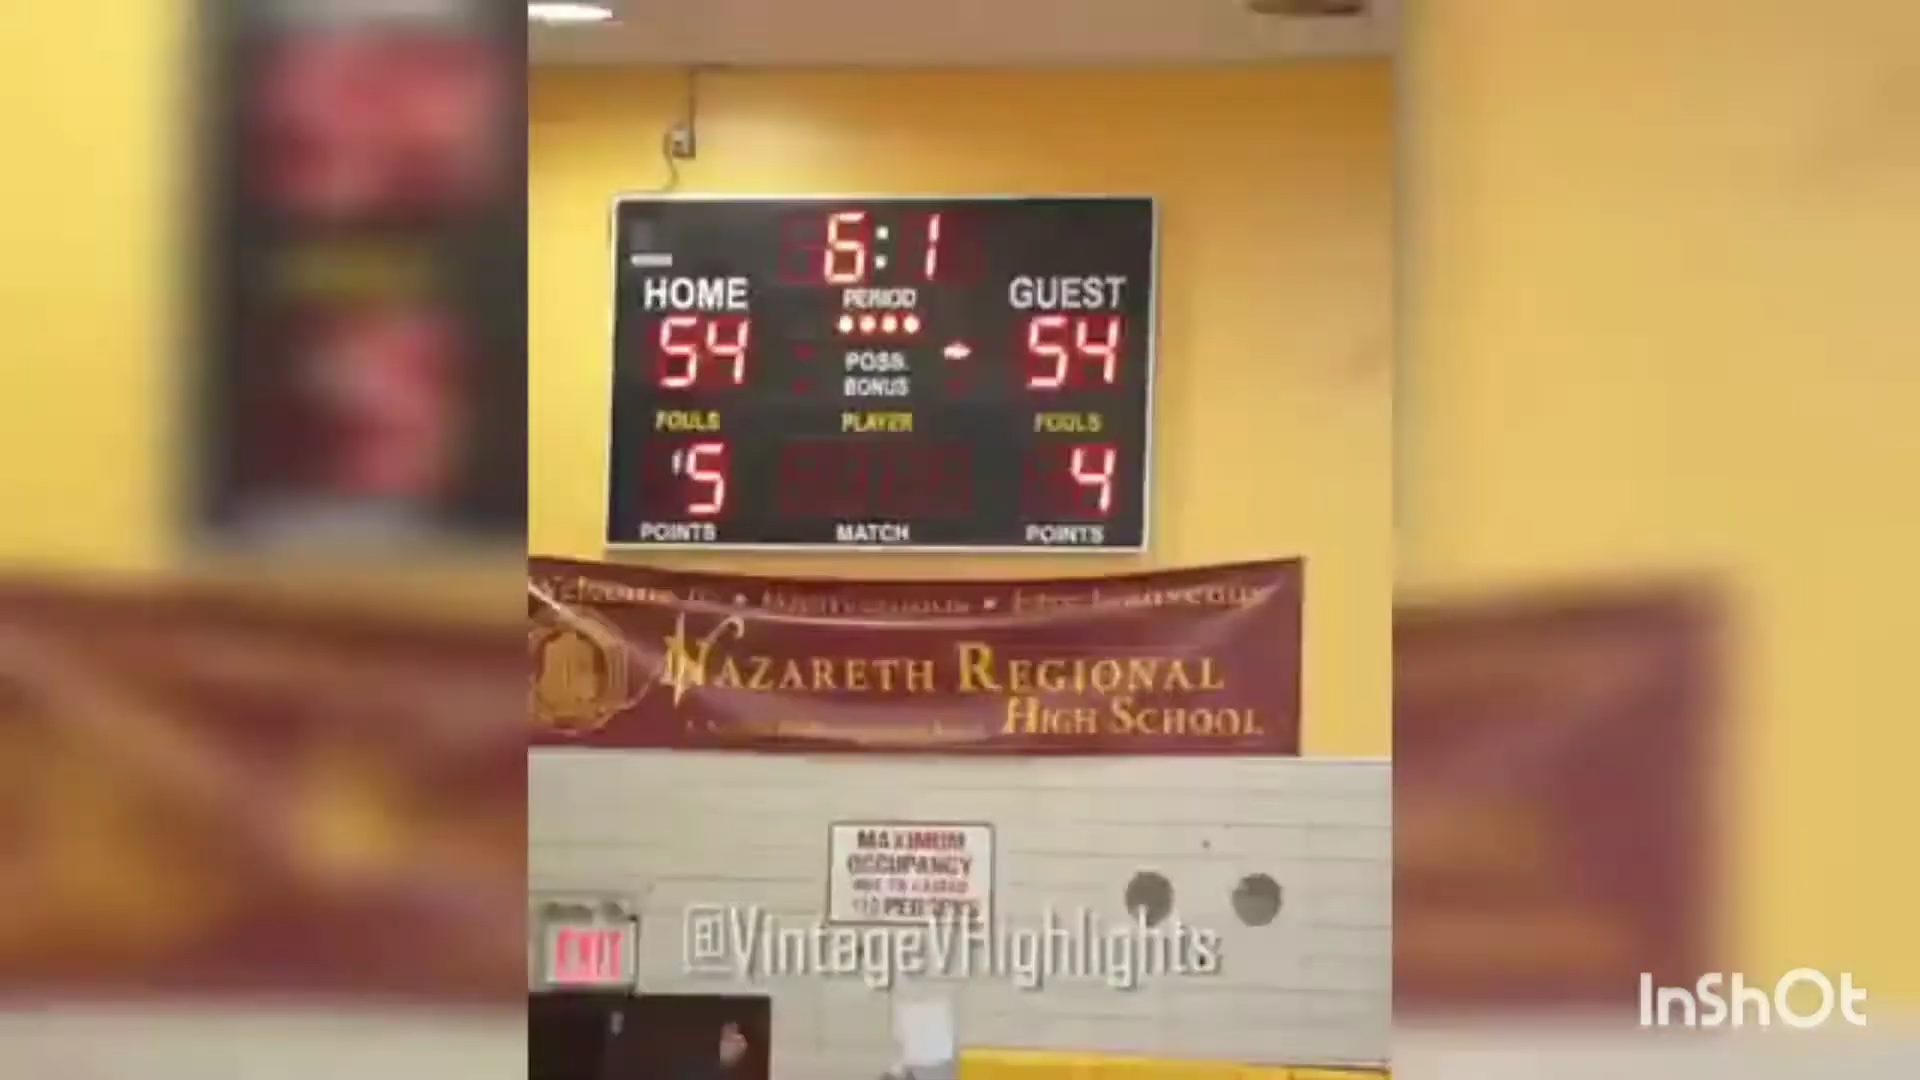 6:1
HOME
PERIOD
GUEST
54
54
POSS.
BONUS
FOULS
PLAYER
FOULS
5
4
POINTS
MATCH
POINTS
NAZARETH REGIONAL
HIGH SCHOOL
MAXIMUM
OCCUPANCY
EXIT
@VintageVHighlights
InShOt